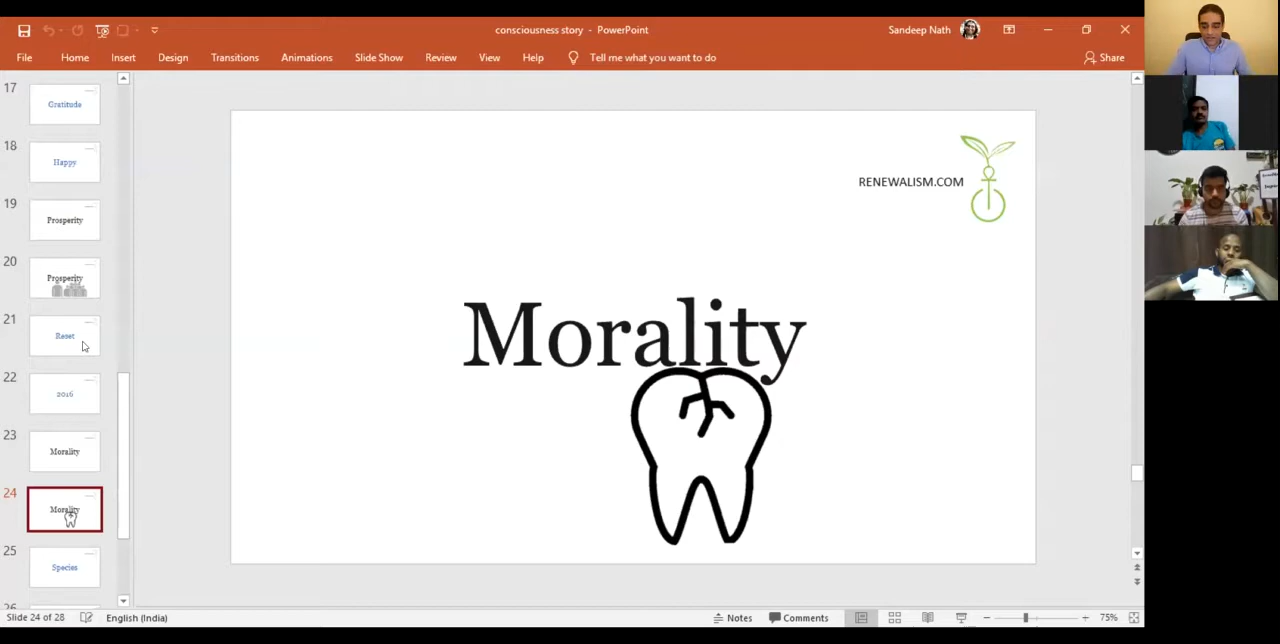 consciousness story - PowerPoint
Sandeep Nath
File Home Insert Design Transitions Animations Slide Show Review View Help Tell me what you want to do Share
17 Gratitude
18 Happy
19 Prosperity
20 Prosperity
21 Reset
22 2016
23 Morality
24 Morality
25 Species
26
RENEWALISM.COM
Morality
Slide 24 of 28 English (India) Notes Comments 75%